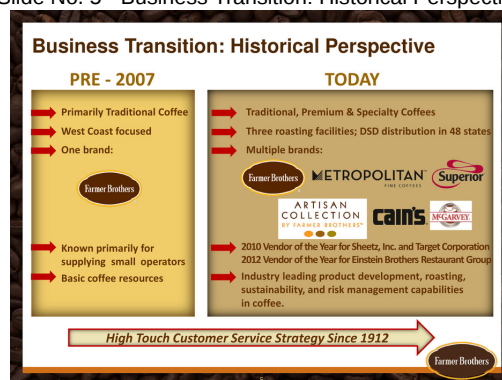 Slide No. 5 - Business Transition: Historical Perspecti
Business Transition: Historical Perspective
PRE - 2007
Primarily Traditional Coffee
West Coast focused
One brand:
Farmer Brothers
Known primarily for
supplying small operators
Basic coffee resources
TODAY
Traditional, Premium & Specialty Coffees
Three roasting facilities; DSD distribution in 48 states
Multiple brands:
Farmer Brothers
METROPOLITAN™
FINE COFFEES
Superior
ARTISAN
COLLECTION
BY FARMER BROTHERS®
CAIN'S
McGARVEY
2010 Vendor of the Year for Sheetz, Inc. and Target Corporation
2012 Vendor of the Year for Einstein Brothers Restaurant Group
Industry leading product development, roasting,
sustainability, and risk management capabilities
in coffee.
High Touch Customer Service Strategy Since 1912
Farmer Brothers
5